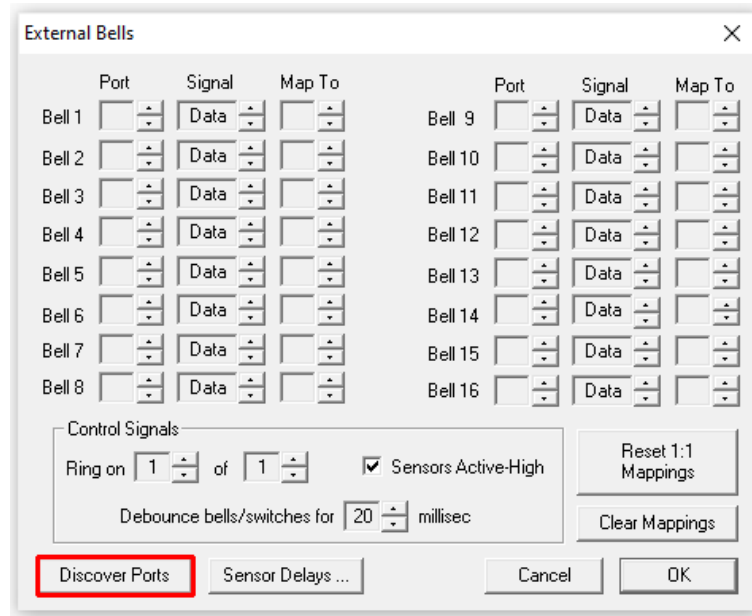 External Bells
Port Signal Map To Port Signal Map To
Bell 1 Data Bell 9 Data
Bell 2 Data Bell 10 Data
Bell 3 Data Bell 11 Data
Bell 4 Data Bell 12 Data
Bell 5 Data Bell 13 Data
Bell 6 Data Bell 14 Data
Bell 7 Data Bell 15 Data
Bell 8 Data Bell 16 Data
Control Signals
Ring on 1 of 1 Sensors Active-High
Debounce bells/switches for 20 millisec
Reset 1:1
Mappings
Clear Mappings
Discover Ports Sensor Delays ... Cancel OK